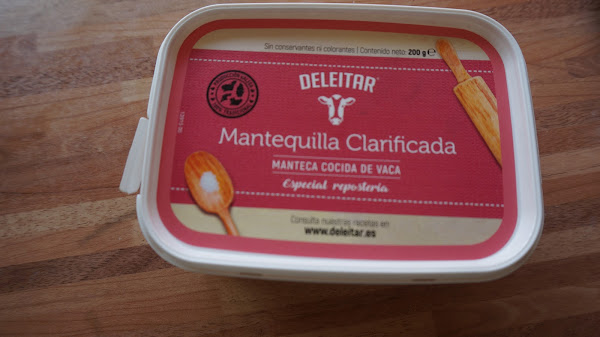 Sin conservantes ni colorantes | Contenido neto: 200 g e
DELEITAR®
Mantequilla Clarificada
MANTECA COCIDA DE VACA
Especial repostería
Consulta nuestras recetas en
www.deleitar.es